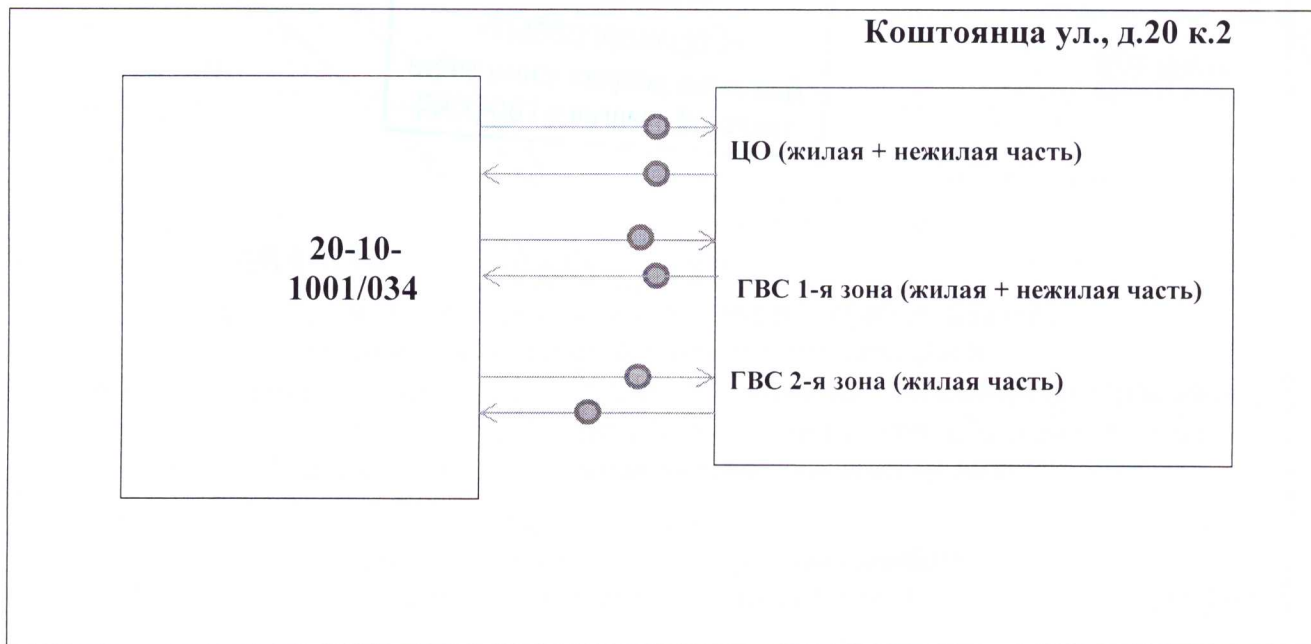 Коштоянца ул., д.20 к.2
ЦО (жилая + нежилая часть)
20-10-
1001/034
ГВС 1-я зона (жилая + нежилая часть)
ГВС 2-я зона (жилая часть)